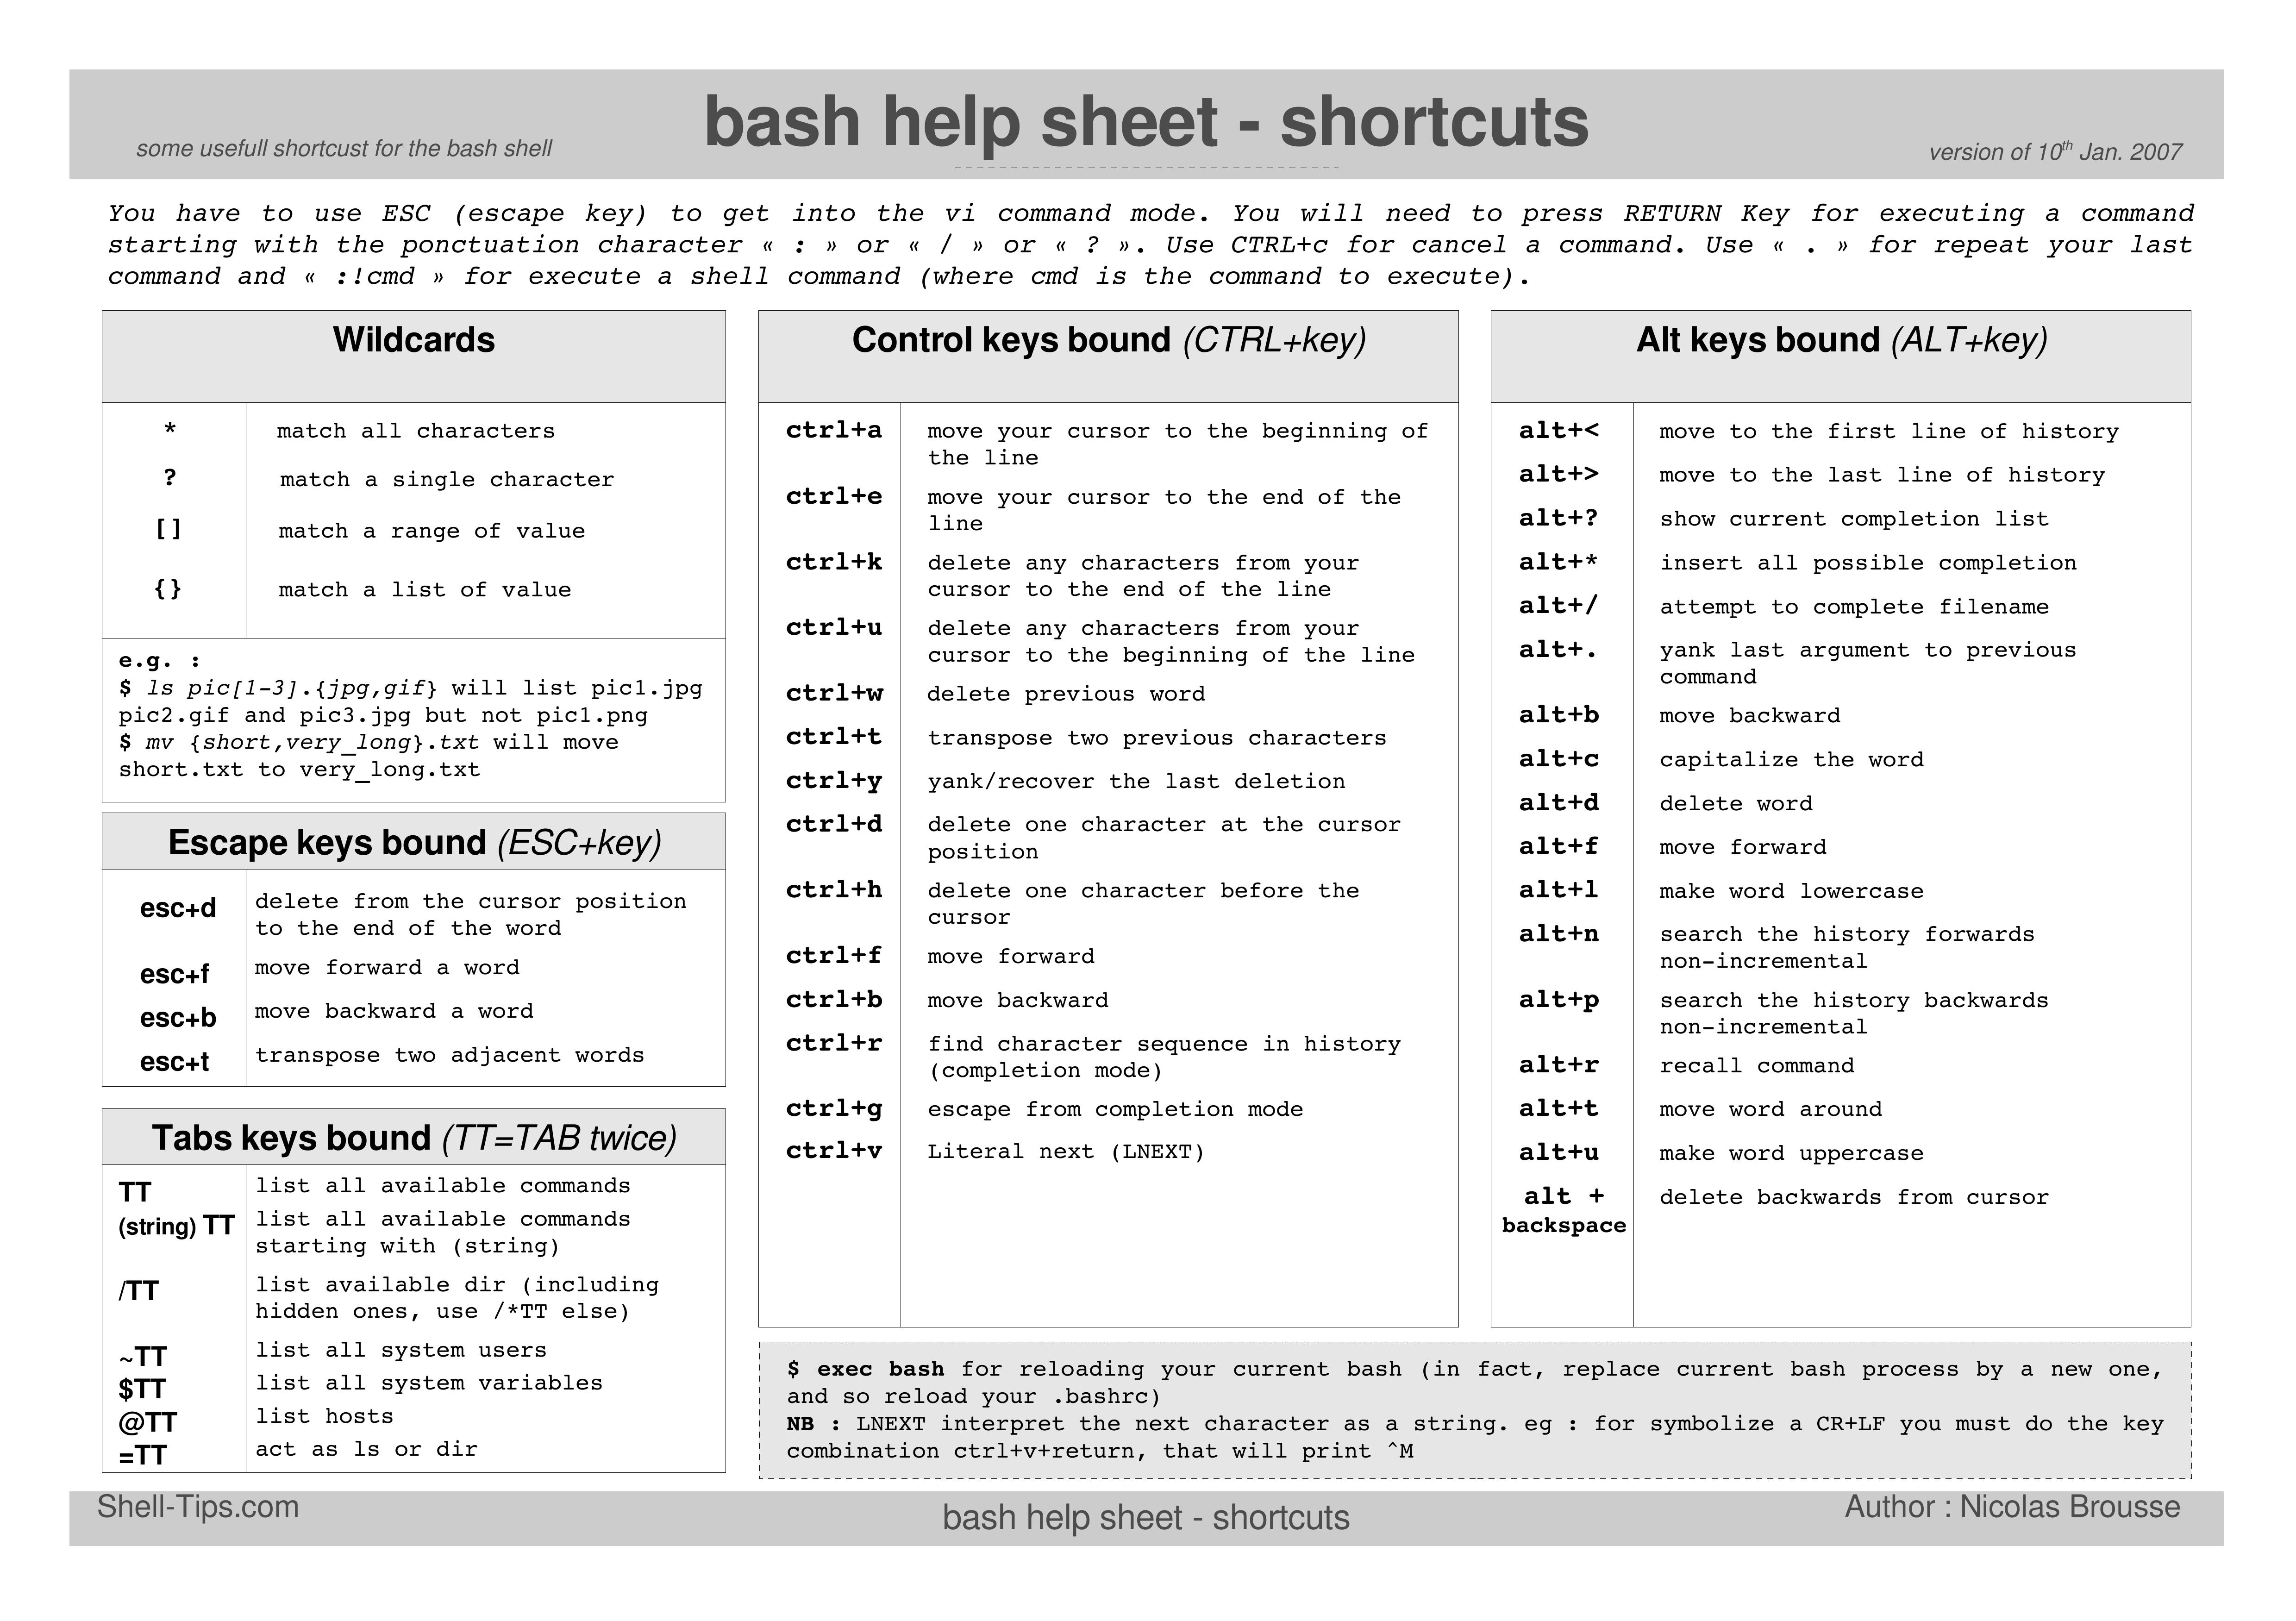 bash help sheet - shortcuts
some usefull shortcust for the bash shell
version of 10th Jan. 2007
You have to use ESC (escape key) to get into the vi command mode. You will need to press RETURN Key for executing a command
starting with the ponctuation character « : » or « / » or « ? ». Use CTRL+c for cancel a command. Use « . » for repeat your last
command and « :!cmd » for execute a shell command (where cmd is the command to execute).
Wildcards
* match all characters
? match a single character
[] match a range of value
{} match a list of value
e.g. :
$ ls pic[1-3].{jpg,gif} will list pic1.jpg
pic2.gif and pic3.jpg but not pic1.png
$ mv {short,very_long}.txt will move
short.txt to very_long.txt
Escape keys bound (ESC+key)
esc+d delete from the cursor position
to the end of the word
esc+f move forward a word
esc+b move backward a word
esc+t transpose two adjacent words
Tabs keys bound (TT=TAB twice)
TT list all available commands
(string) TT list all available commands
starting with (string)
/TT list available dir (including
hidden ones, use /*TT else)
~TT list all system users
$TT list all system variables
@TT list hosts
=TT act as ls or dir
Control keys bound (CTRL+key)
ctrl+a move your cursor to the beginning of
the line
ctrl+e move your cursor to the end of the
line
ctrl+k delete any characters from your
cursor to the end of the line
ctrl+u delete any characters from your
cursor to the beginning of the line
ctrl+w delete previous word
ctrl+t transpose two previous characters
ctrl+y yank/recover the last deletion
ctrl+d delete one character at the cursor
position
ctrl+h delete one character before the
cursor
ctrl+f move forward
ctrl+b move backward
ctrl+r find character sequence in history
(completion mode)
ctrl+g escape from completion mode
ctrl+v Literal next (LNEXT)
Alt keys bound (ALT+key)
alt+< move to the first line of history
alt+> move to the last line of history
alt+? show current completion list
alt+* insert all possible completion
alt+/ attempt to complete filename
alt+. yank last argument to previous
command
alt+b move backward
alt+c capitalize the word
alt+d delete word
alt+f move forward
alt+l make word lowercase
alt+n search the history forwards
non-incremental
alt+p search the history backwards
non-incremental
alt+r recall command
alt+t move word around
alt+u make word uppercase
alt + delete backwards from cursor
backspace
$ exec bash for reloading your current bash (in fact, replace current bash process by a new one,
and so reload your .bashrc)
NB : LNEXT interpret the next character as a string. eg : for symbolize a CR+LF you must do the key
combination ctrl+v+return, that will print ^M
Shell-Tips.com
bash help sheet - shortcuts
Author : Nicolas Brousse